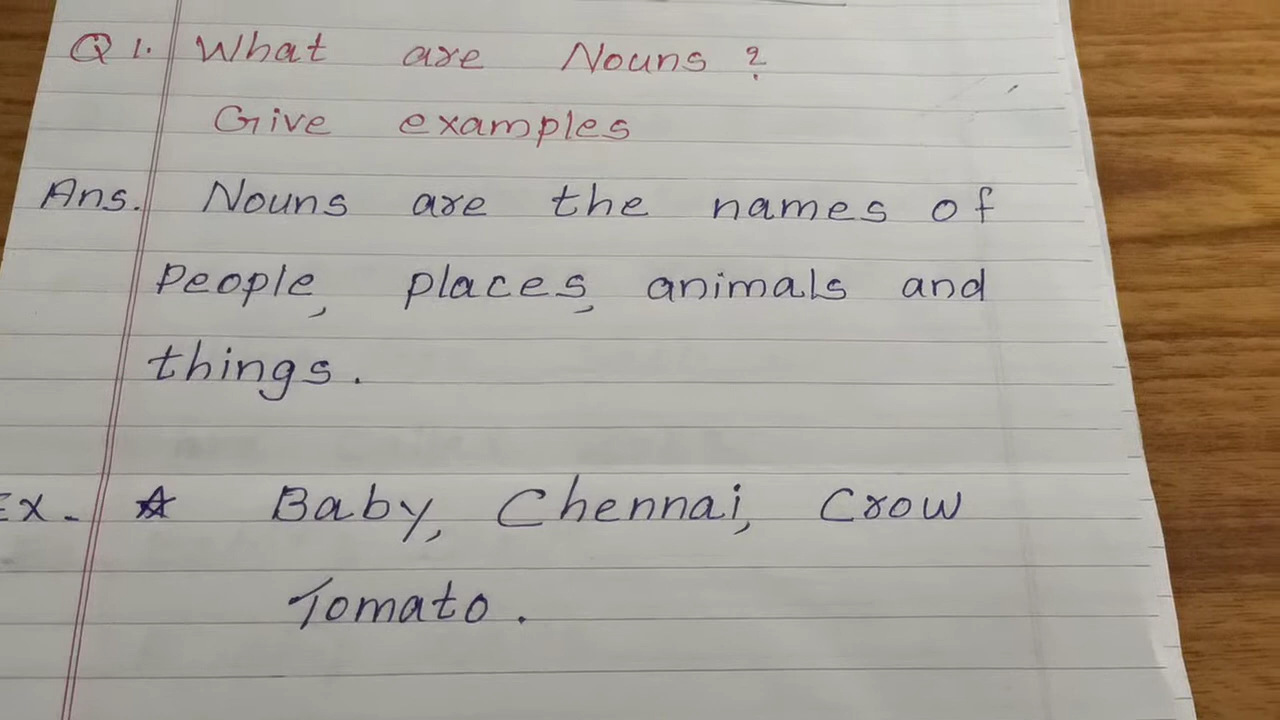 Q 1. What are Nouns ?
Give examples
Ans. Nouns are the names of
People, places, animals and
things.
Ex. ☆ Baby, Chennai, Crow
Tomato.